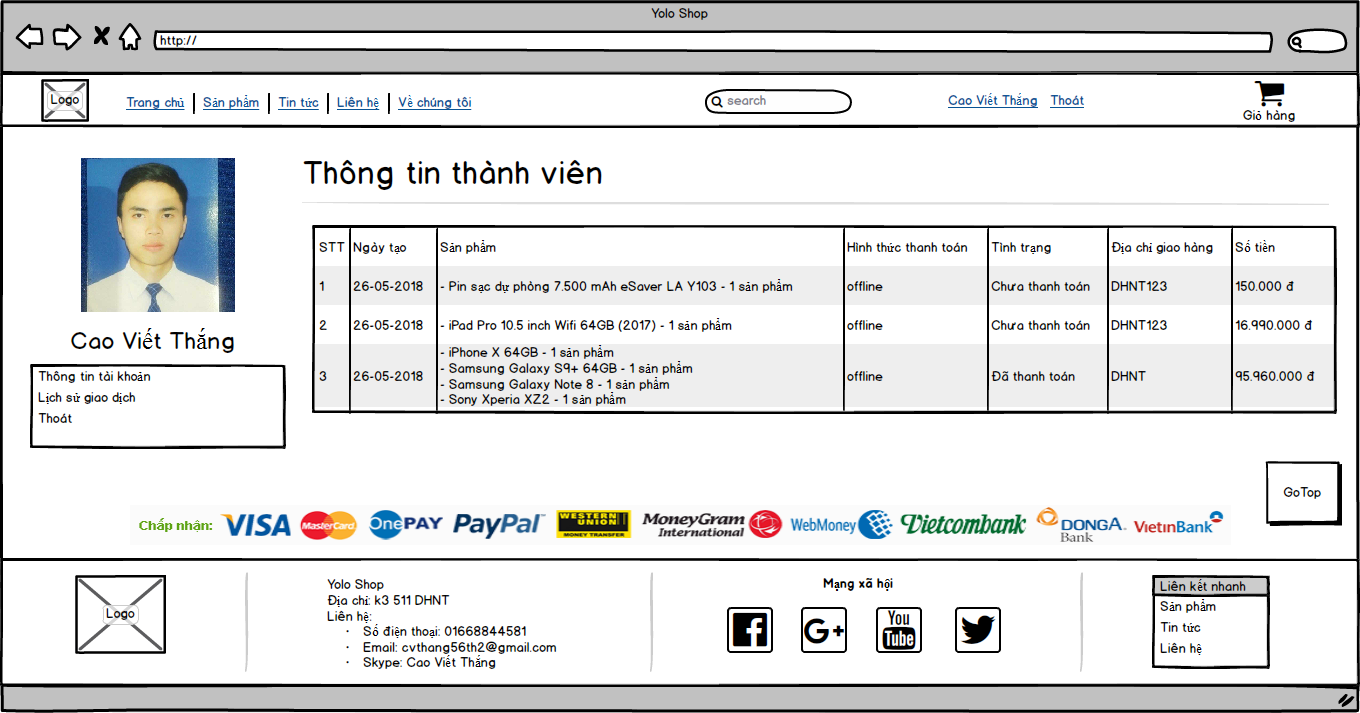 Yolo Shop
http://
Logo
Trang chủ
Sản phẩm
Tin tức
Liên hệ
Về chúng tôi
search
Cao Viết Thắng
Thoát
Giỏ hàng
Thông tin thành viên
Cao Viết Thắng
Thông tin tài khoản
Lịch sử giao dịch
Thoát
STT Ngày tạo Sản phẩm Hình thức thanh toán Tình trạng Địa chỉ giao hàng Số tiền
1 26-05-2018 - Pin sạc dự phòng 7.500 mAh eSaver LA Y103 - 1 sản phẩm offline Chưa thanh toán DHNT123 150.000 đ
2 26-05-2018 - iPad Pro 10.5 inch Wifi 64GB (2017) - 1 sản phẩm offline Chưa thanh toán DHNT123 16.990.000 đ
3 26-05-2018 - iPhone X 64GB - 1 sản phẩm
- Samsung Galaxy S9+ 64GB - 1 sản phẩm
- Samsung Galaxy Note 8 - 1 sản phẩm
- Sony Xperia XZ2 - 1 sản phẩm
offline Đã thanh toán DHNT 95.960.000 đ
GoTop
Chấp nhận: VISA MasterCard OnePAY PayPal WESTERN UNION MONEY TRANSFER MoneyGram International WebMoney Vietcombank DONGA Bank VietinBank
Logo
Yolo Shop
Địa chỉ: k3 511 DHNT
Liên hệ:
· Số điện thoại: 01668844581
· Email: cvthang56th2@gmail.com
· Skype: Cao Viết Thắng
Mạng xã hội
G+
You Tube
Liên kết nhanh
Sản phẩm
Tin tức
Liên hệ